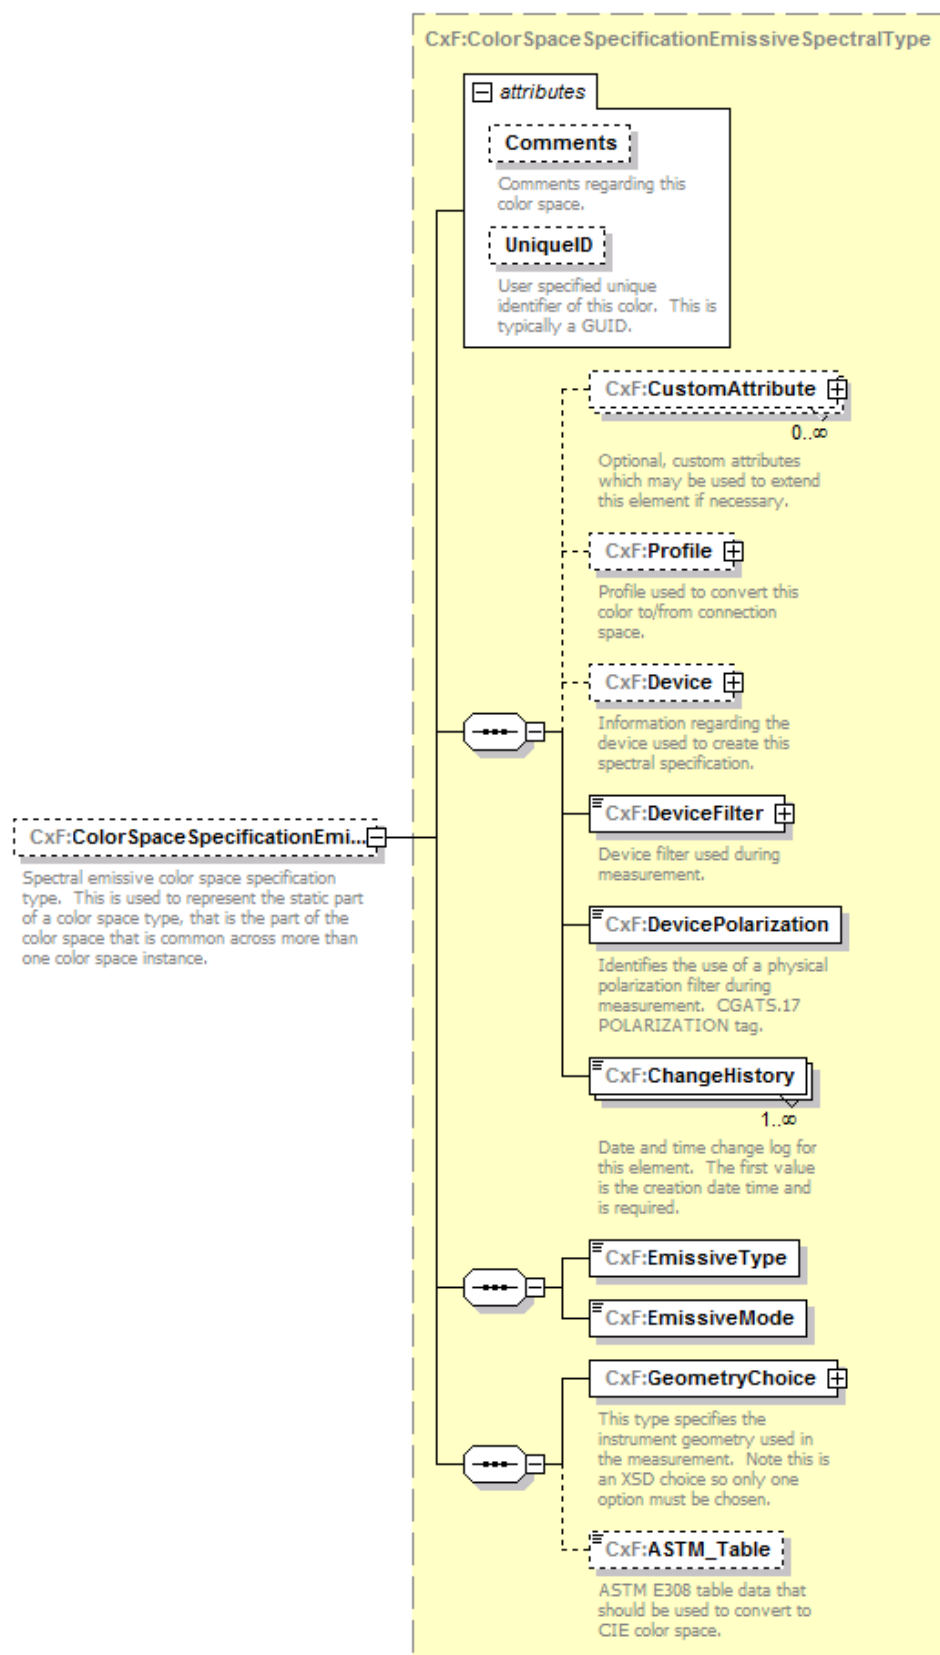 CxF:ColorSpaceSpecificationEmissiveSpectralType
attributes
Comments
Comments regarding this
color space.
UniqueID
User specified unique
identifier of this color.  This is
typically a GUID.
CxF:CustomAttribute
0..∞
Optional, custom attributes
which may be used to extend
this element if necessary.
CxF:Profile
Profile used to convert this
color to/from connection
space.
CxF:Device
Information regarding the
device used to create this
spectral specification.
CxF:DeviceFilter
Device filter used during
measurement.
CxF:ColorSpaceSpecificationEmi...
Spectral emissive color space specification
type.  This is used to represent the static part
of a color space type, that is the part of the
color space that is common across more than
one color space instance.
CxF:DevicePolarization
Identifies the use of a physical
polarization filter during
measurement.  CGATS.17
POLARIZATION tag.
CxF:ChangeHistory
1..∞
Date and time change log for
this element.  The first value
is the creation date time and
is required.
CxF:EmissiveType
CxF:EmissiveMode
CxF:GeometryChoice
This type specifies the
instrument geometry used in
the measurement.  Note this is
an XSD choice so only one
option must be chosen.
CxF:ASTM_Table
ASTM E308 table data that
should be used to convert to
CIE color space.